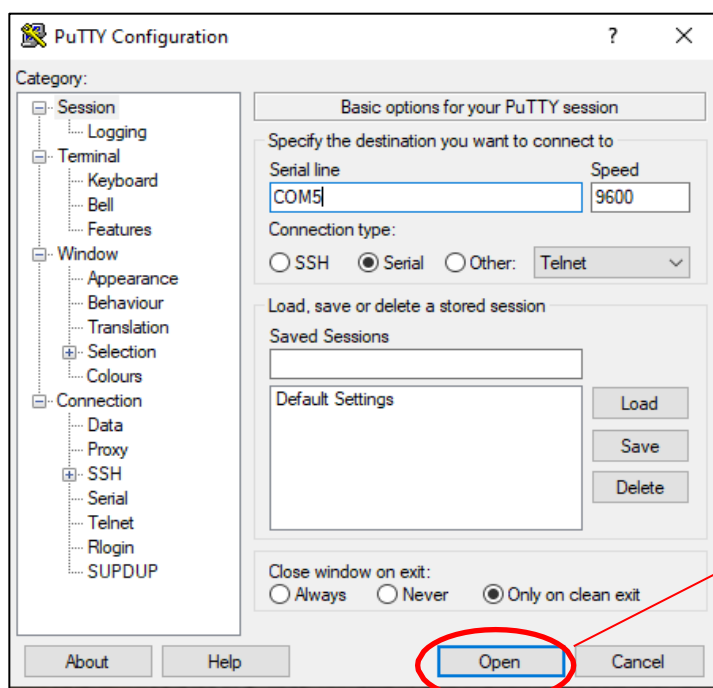 PuTTY Configuration
?
Category:
Session
Logging
Terminal
Keyboard
Bell
Features
Window
Appearance
Behaviour
Translation
Selection
Colours
Connection
Data
Proxy
SSH
Serial
Telnet
Rlogin
SUPDUP
Basic options for your PuTTY session
Specify the destination you want to connect to
Serial line Speed
COM5 9600
Connection type:
SSH Serial Other: Telnet
Load, save or delete a stored session
Saved Sessions
Default Settings
Load
Save
Delete
Close window on exit:
Always Never Only on clean exit
About Help Open Cancel